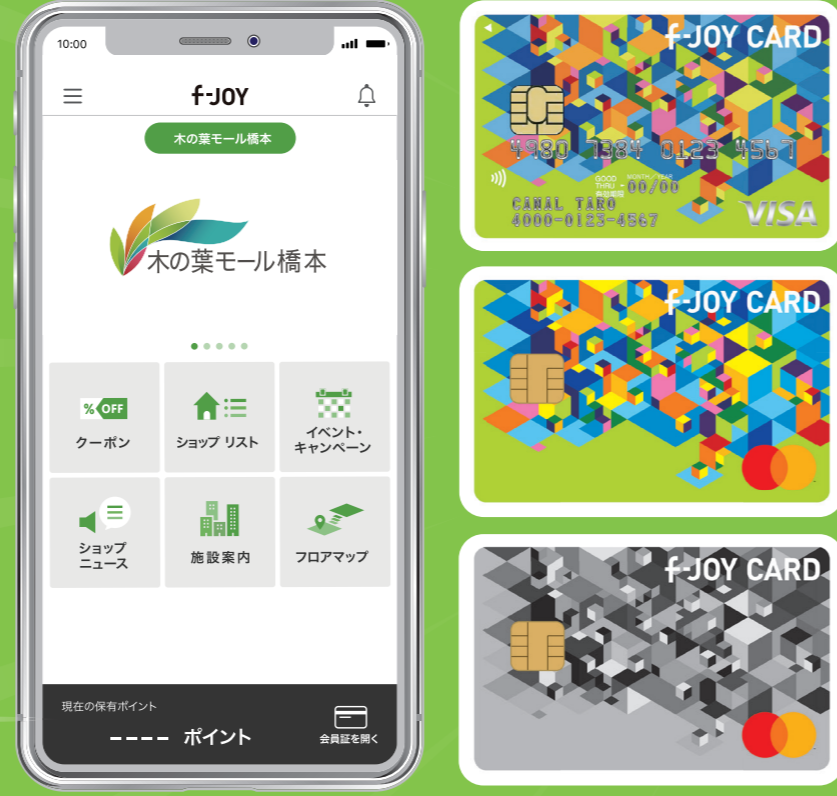 10:00
f-JOY
木の葉モール橋本
木の葉モール橋本
% OFF
クーポン
ショップ リスト
イベント・
キャンペーン
ショップ
ニュース
施設案内
フロアマップ
現在の保有ポイント
---- ポイント
会員証を開く
f-JOY CARD
4980 7384 0123 4567
GOOD
THRU
MONTH / YEAR
00/00
CANAL TARO
4000-0123-4567
VISA
f-JOY CARD
f-JOY CARD